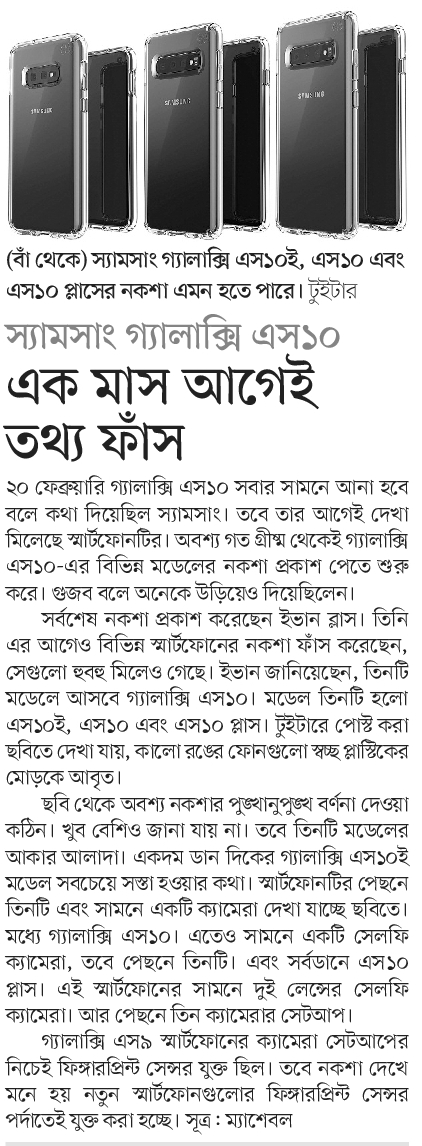 SAMSUNG
SAMSUNG
SAMSUNG
(বাঁ থেকে) স্যামসাং গ্যালাক্সি এস১০ই, এস১০ এবং
এস১০ প্লাসের নকশা এমন হতে পারে। টুইটার
স্যামসাং গ্যালাক্সি এস১০
এক মাস আগেই
তথ্য ফাঁস
২০ ফেব্রুয়ারি গ্যালাক্সি এস১০ সবার সামনে আনা হবে
বলে কথা দিয়েছিল স্যামসাং। তবে তার আগেই দেখা
মিলেছে স্মার্টফোনটির। অবশ্য গত গ্রীষ্ম থেকেই গ্যালাক্সি
এস১০-এর বিভিন্ন মডেলের নকশা প্রকাশ পেতে শুরু
করে। গুজব বলে অনেকে উড়িয়েও দিয়েছিলেন।
সর্বশেষ নকশা প্রকাশ করেছেন ইভান ব্লাস। তিনি
এর আগেও বিভিন্ন স্মার্টফোনের নকশা ফাঁস করেছেন,
সেগুলো হুবহু মিলেও গেছে। ইভান জানিয়েছেন, তিনটি
মডেলে আসবে গ্যালাক্সি এস১০। মডেল তিনটি হলো
এস১০ই, এস১০ এবং এস১০ প্লাস। টুইটারে পোস্ট করা
ছবিতে দেখা যায়, কালো রঙের ফোনগুলো স্বচ্ছ প্লাস্টিকের
মোড়কে আবৃত।
ছবি থেকে অবশ্য নকশার পুঙ্খানুপুঙ্খ বর্ণনা দেওয়া
কঠিন। খুব বেশিও জানা যায় না। তবে তিনটি মডেলের
আকার আলাদা। একদম ডান দিকের গ্যালাক্সি এস১০ই
মডেল সবচেয়ে সস্তা হওয়ার কথা। স্মার্টফোনটির পেছনে
তিনটি এবং সামনে একটি ক্যামেরা দেখা যাচ্ছে ছবিতে।
মধ্যে গ্যালাক্সি এস১০। এতেও সামনে একটি সেলফি
ক্যামেরা, তবে পেছনে তিনটি। এবং সর্বডানে এস১০
প্লাস। এই স্মার্টফোনের সামনে দুই লেন্সের সেলফি
ক্যামেরা। আর পেছনে তিন ক্যামেরার সেটআপ।
গ্যালাক্সি এস৯ স্মার্টফোনের ক্যামেরা সেটআপের
নিচেই ফিঙ্গারপ্রিন্ট সেন্সর যুক্ত ছিল। তবে নকশা দেখে
মনে হয় নতুন স্মার্টফোনগুলোর ফিঙ্গারপ্রিন্ট সেন্সর
পর্দাতেই যুক্ত করা হচ্ছে। সূত্র : ম্যাশেবল